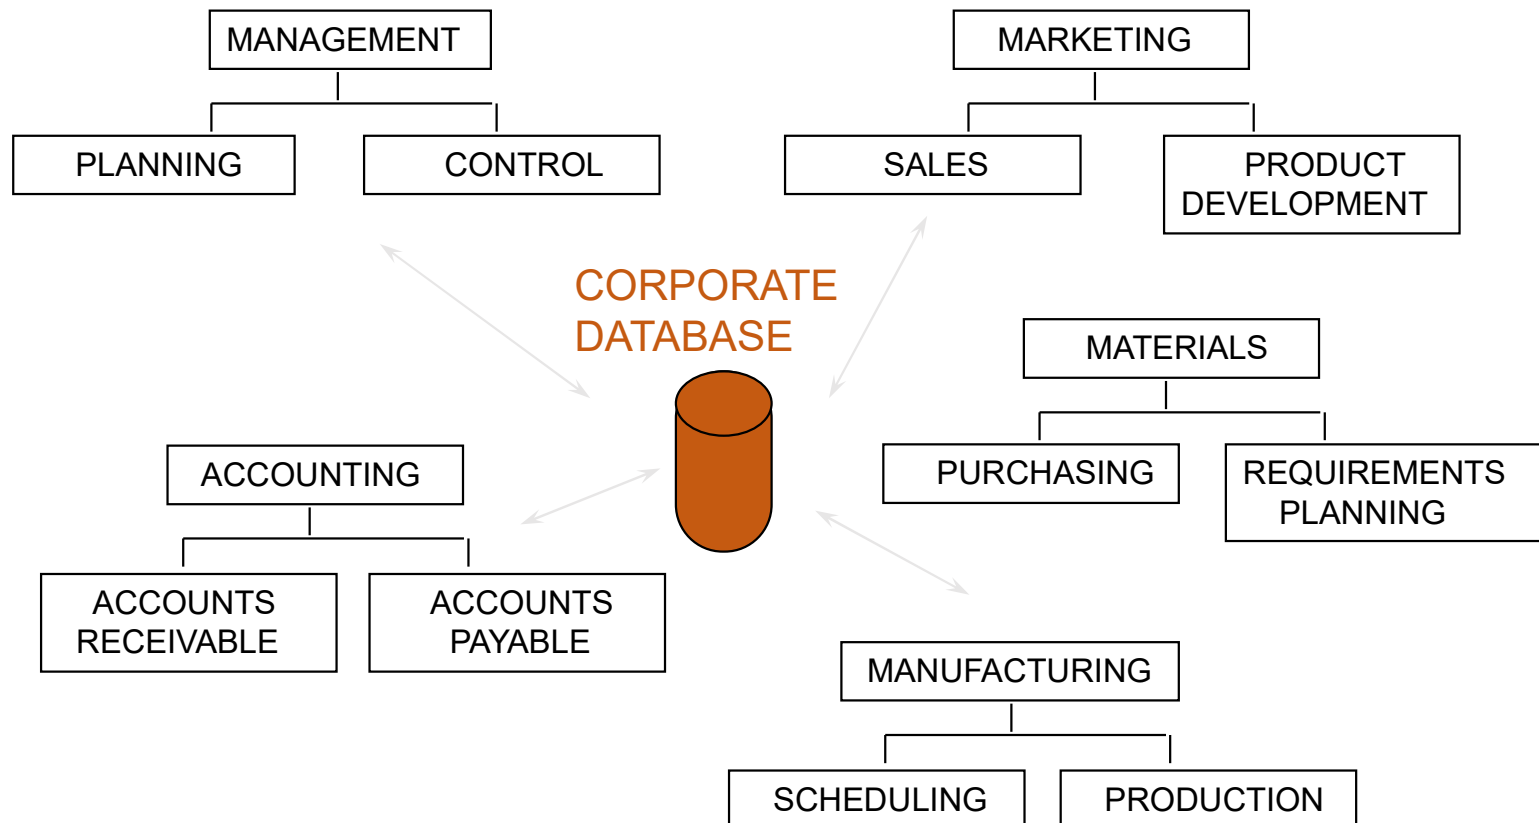 MANAGEMENT
PLANNING
CONTROL
MARKETING
SALES
PRODUCT
DEVELOPMENT
CORPORATE
DATABASE
MATERIALS
PURCHASING
REQUIREMENTS
PLANNING
ACCOUNTING
ACCOUNTS
RECEIVABLE
ACCOUNTS
PAYABLE
MANUFACTURING
SCHEDULING
PRODUCTION